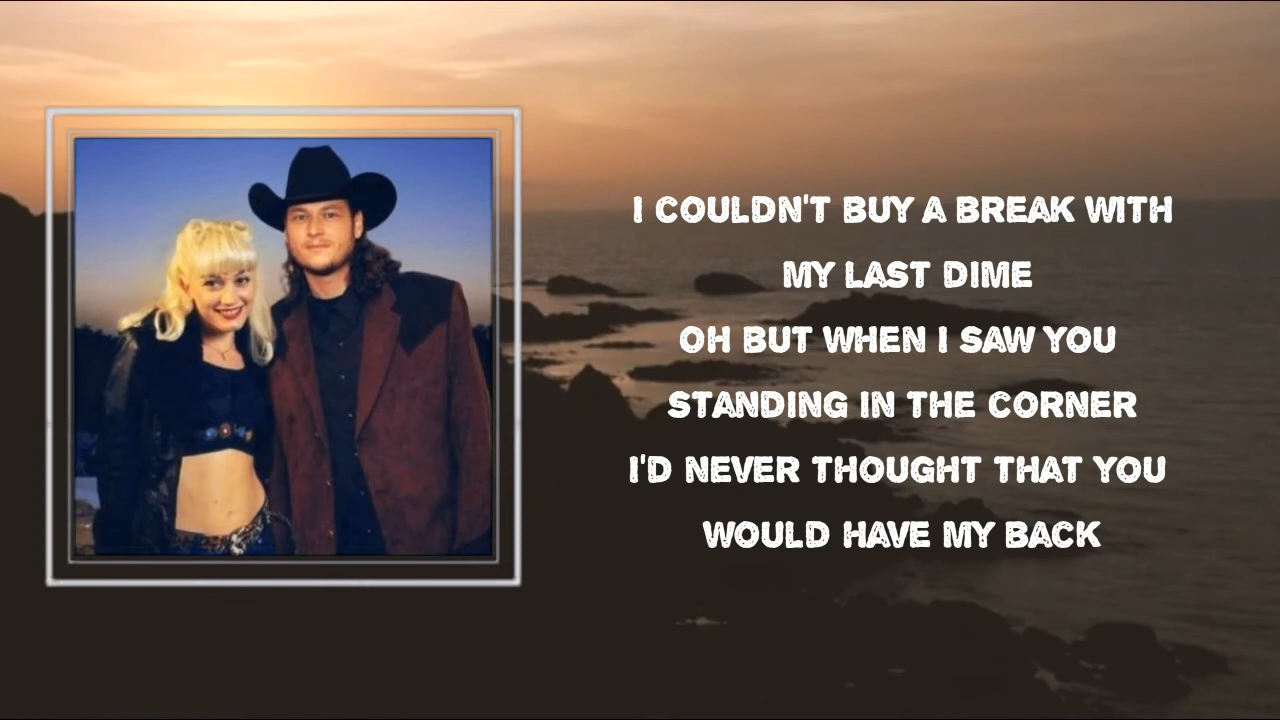 I COULDN'T BUY A BREAK WITH
MY LAST DIME
OH BUT WHEN I SAW YOU
STANDING IN THE CORNER
I'D NEVER THOUGHT THAT YOU
WOULD HAVE MY BACK